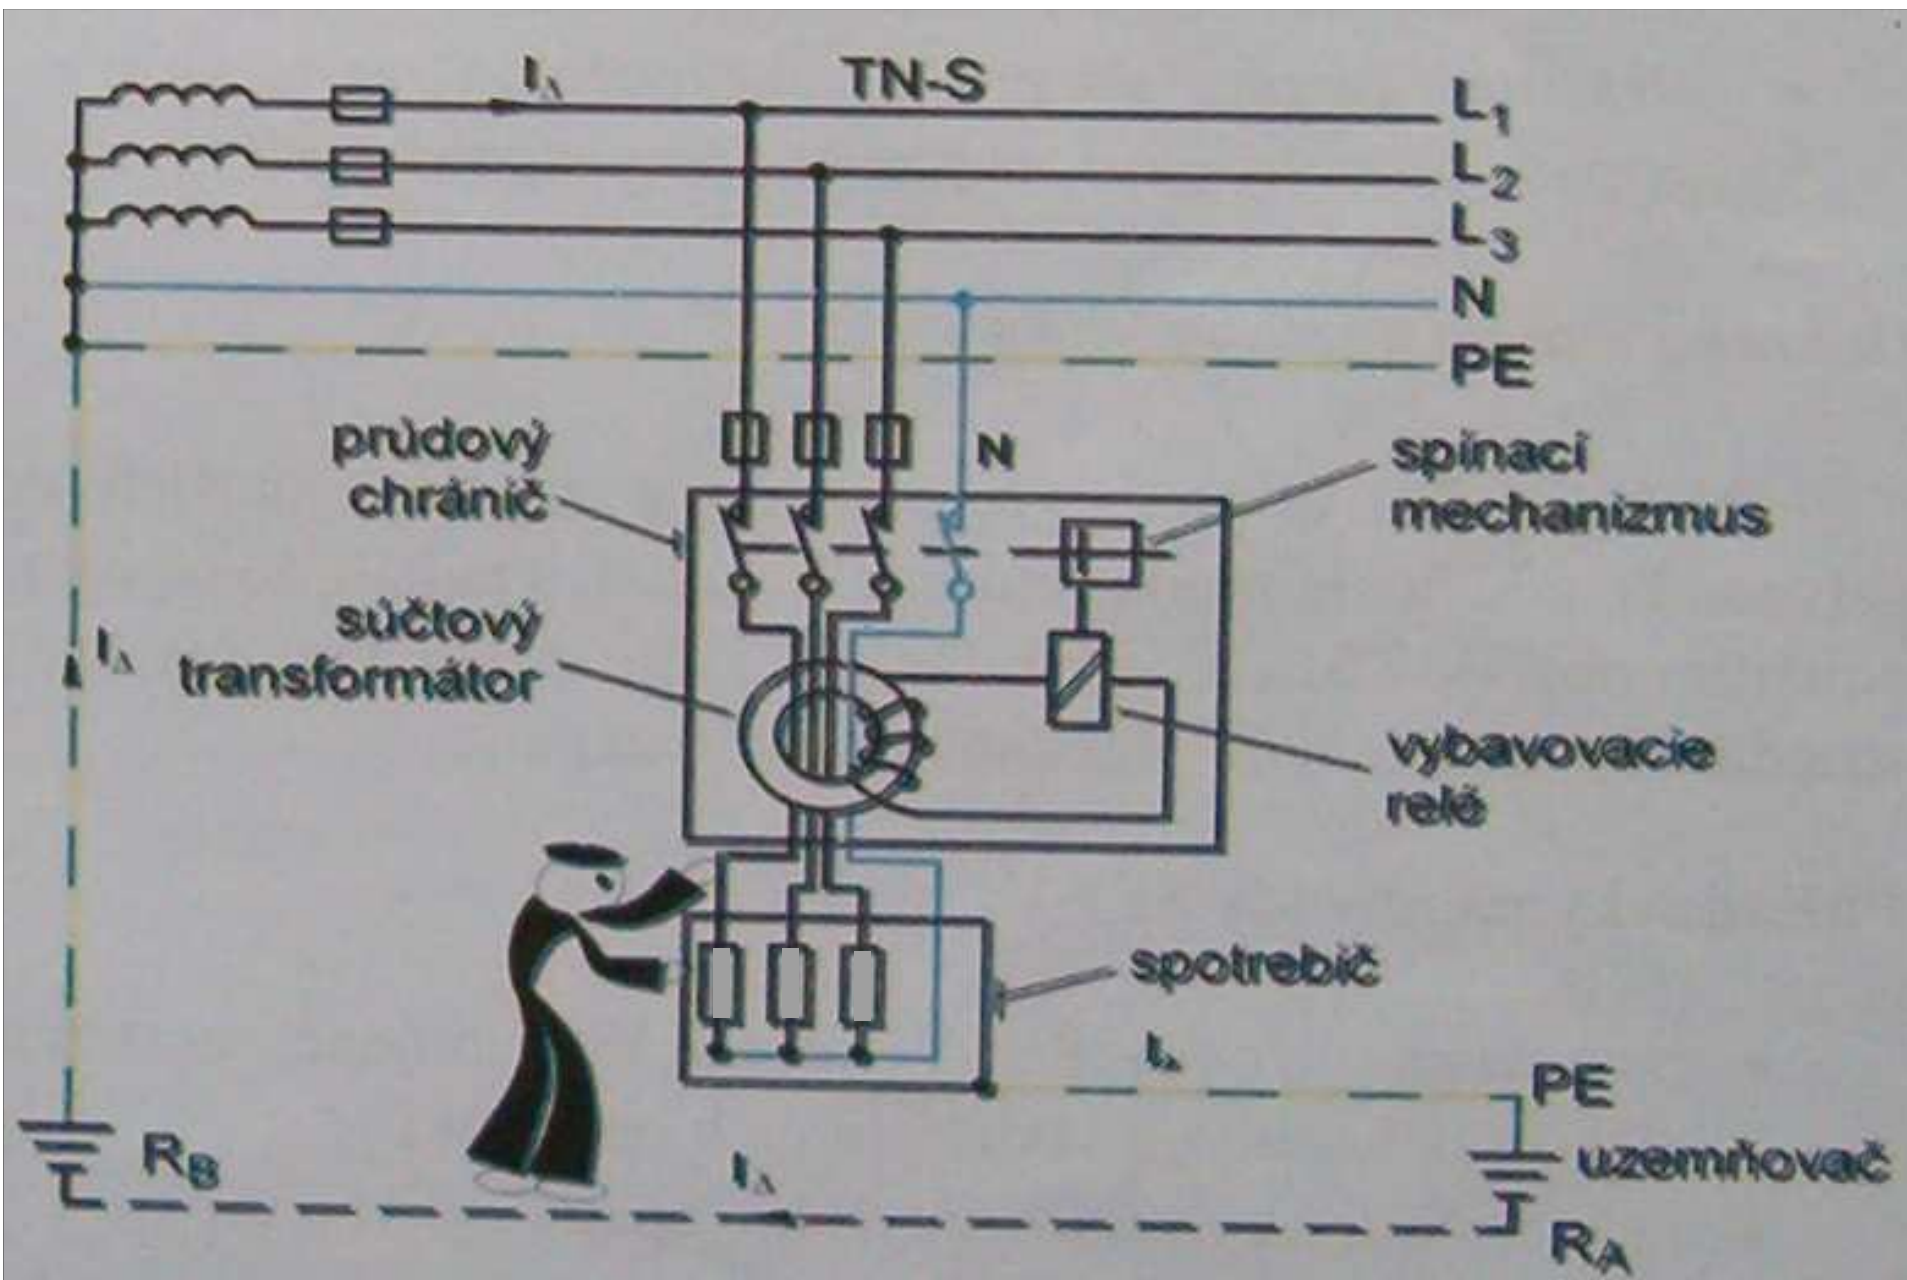 I∆
TN-S
L1
L2
L3
N
PE
prúdový
chránič
N
spínací
mechanizmus
súčtový
transformátor
I∆
vybavovacie
relé
spotrebič
I∆
PE
RB
I∆
uzemňovač
RA